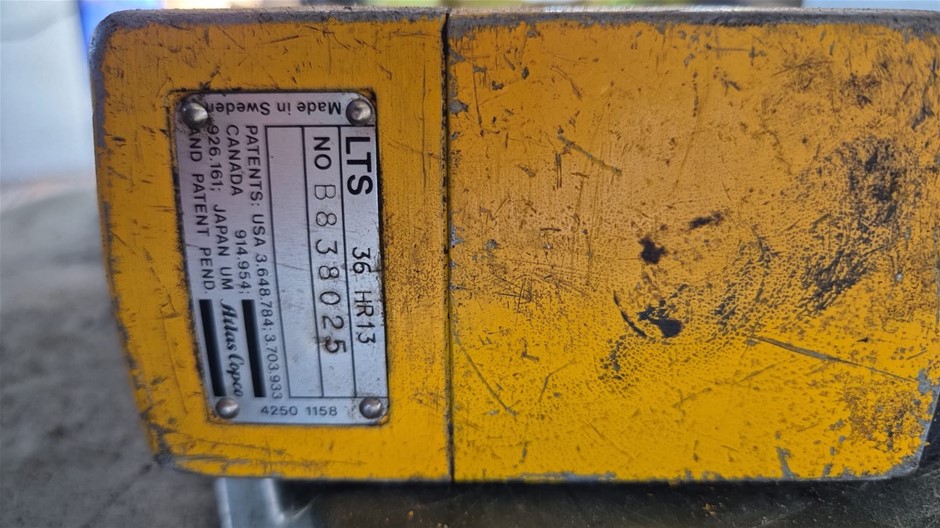 Made in Sweden
LTS 36 HR13
NO B838025
PATENTS: USA 3.648.784; 3.703.933
CANADA 914.954;
926.161; JAPAN UM
AND PATENT PEND.
Atlas Copco
4250 1158